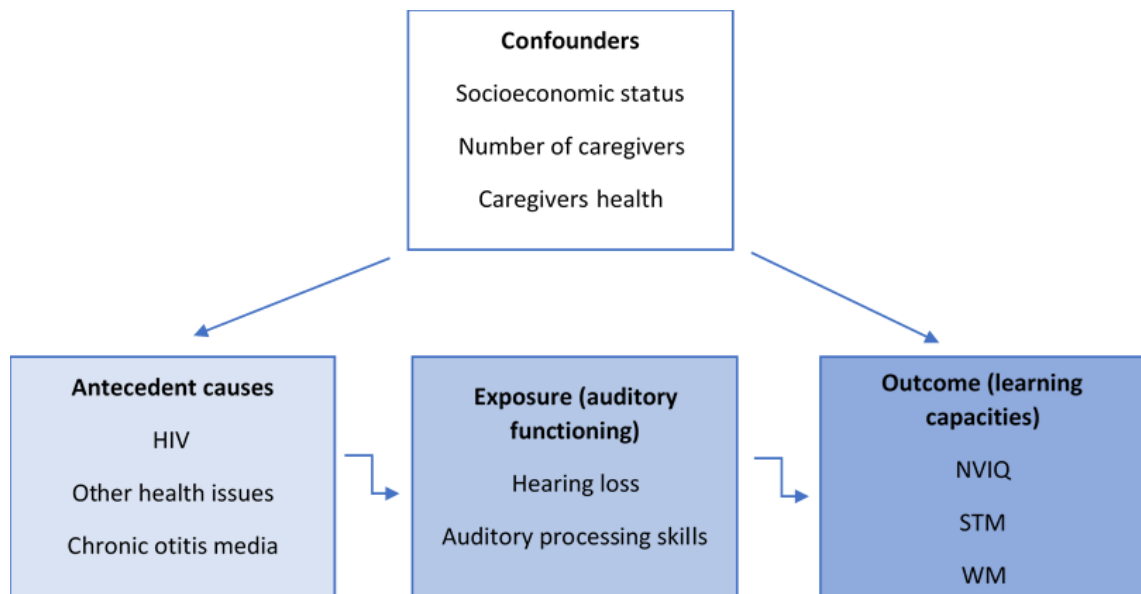 Confounders
Socioeconomic status
Number of caregivers
Caregivers health
Antecedent causes
HIV
Other health issues
Chronic otitis media
Exposure (auditory
functioning)
Hearing loss
Auditory processing skills
Outcome (learning
capacities)
NVIQ
STM
WM